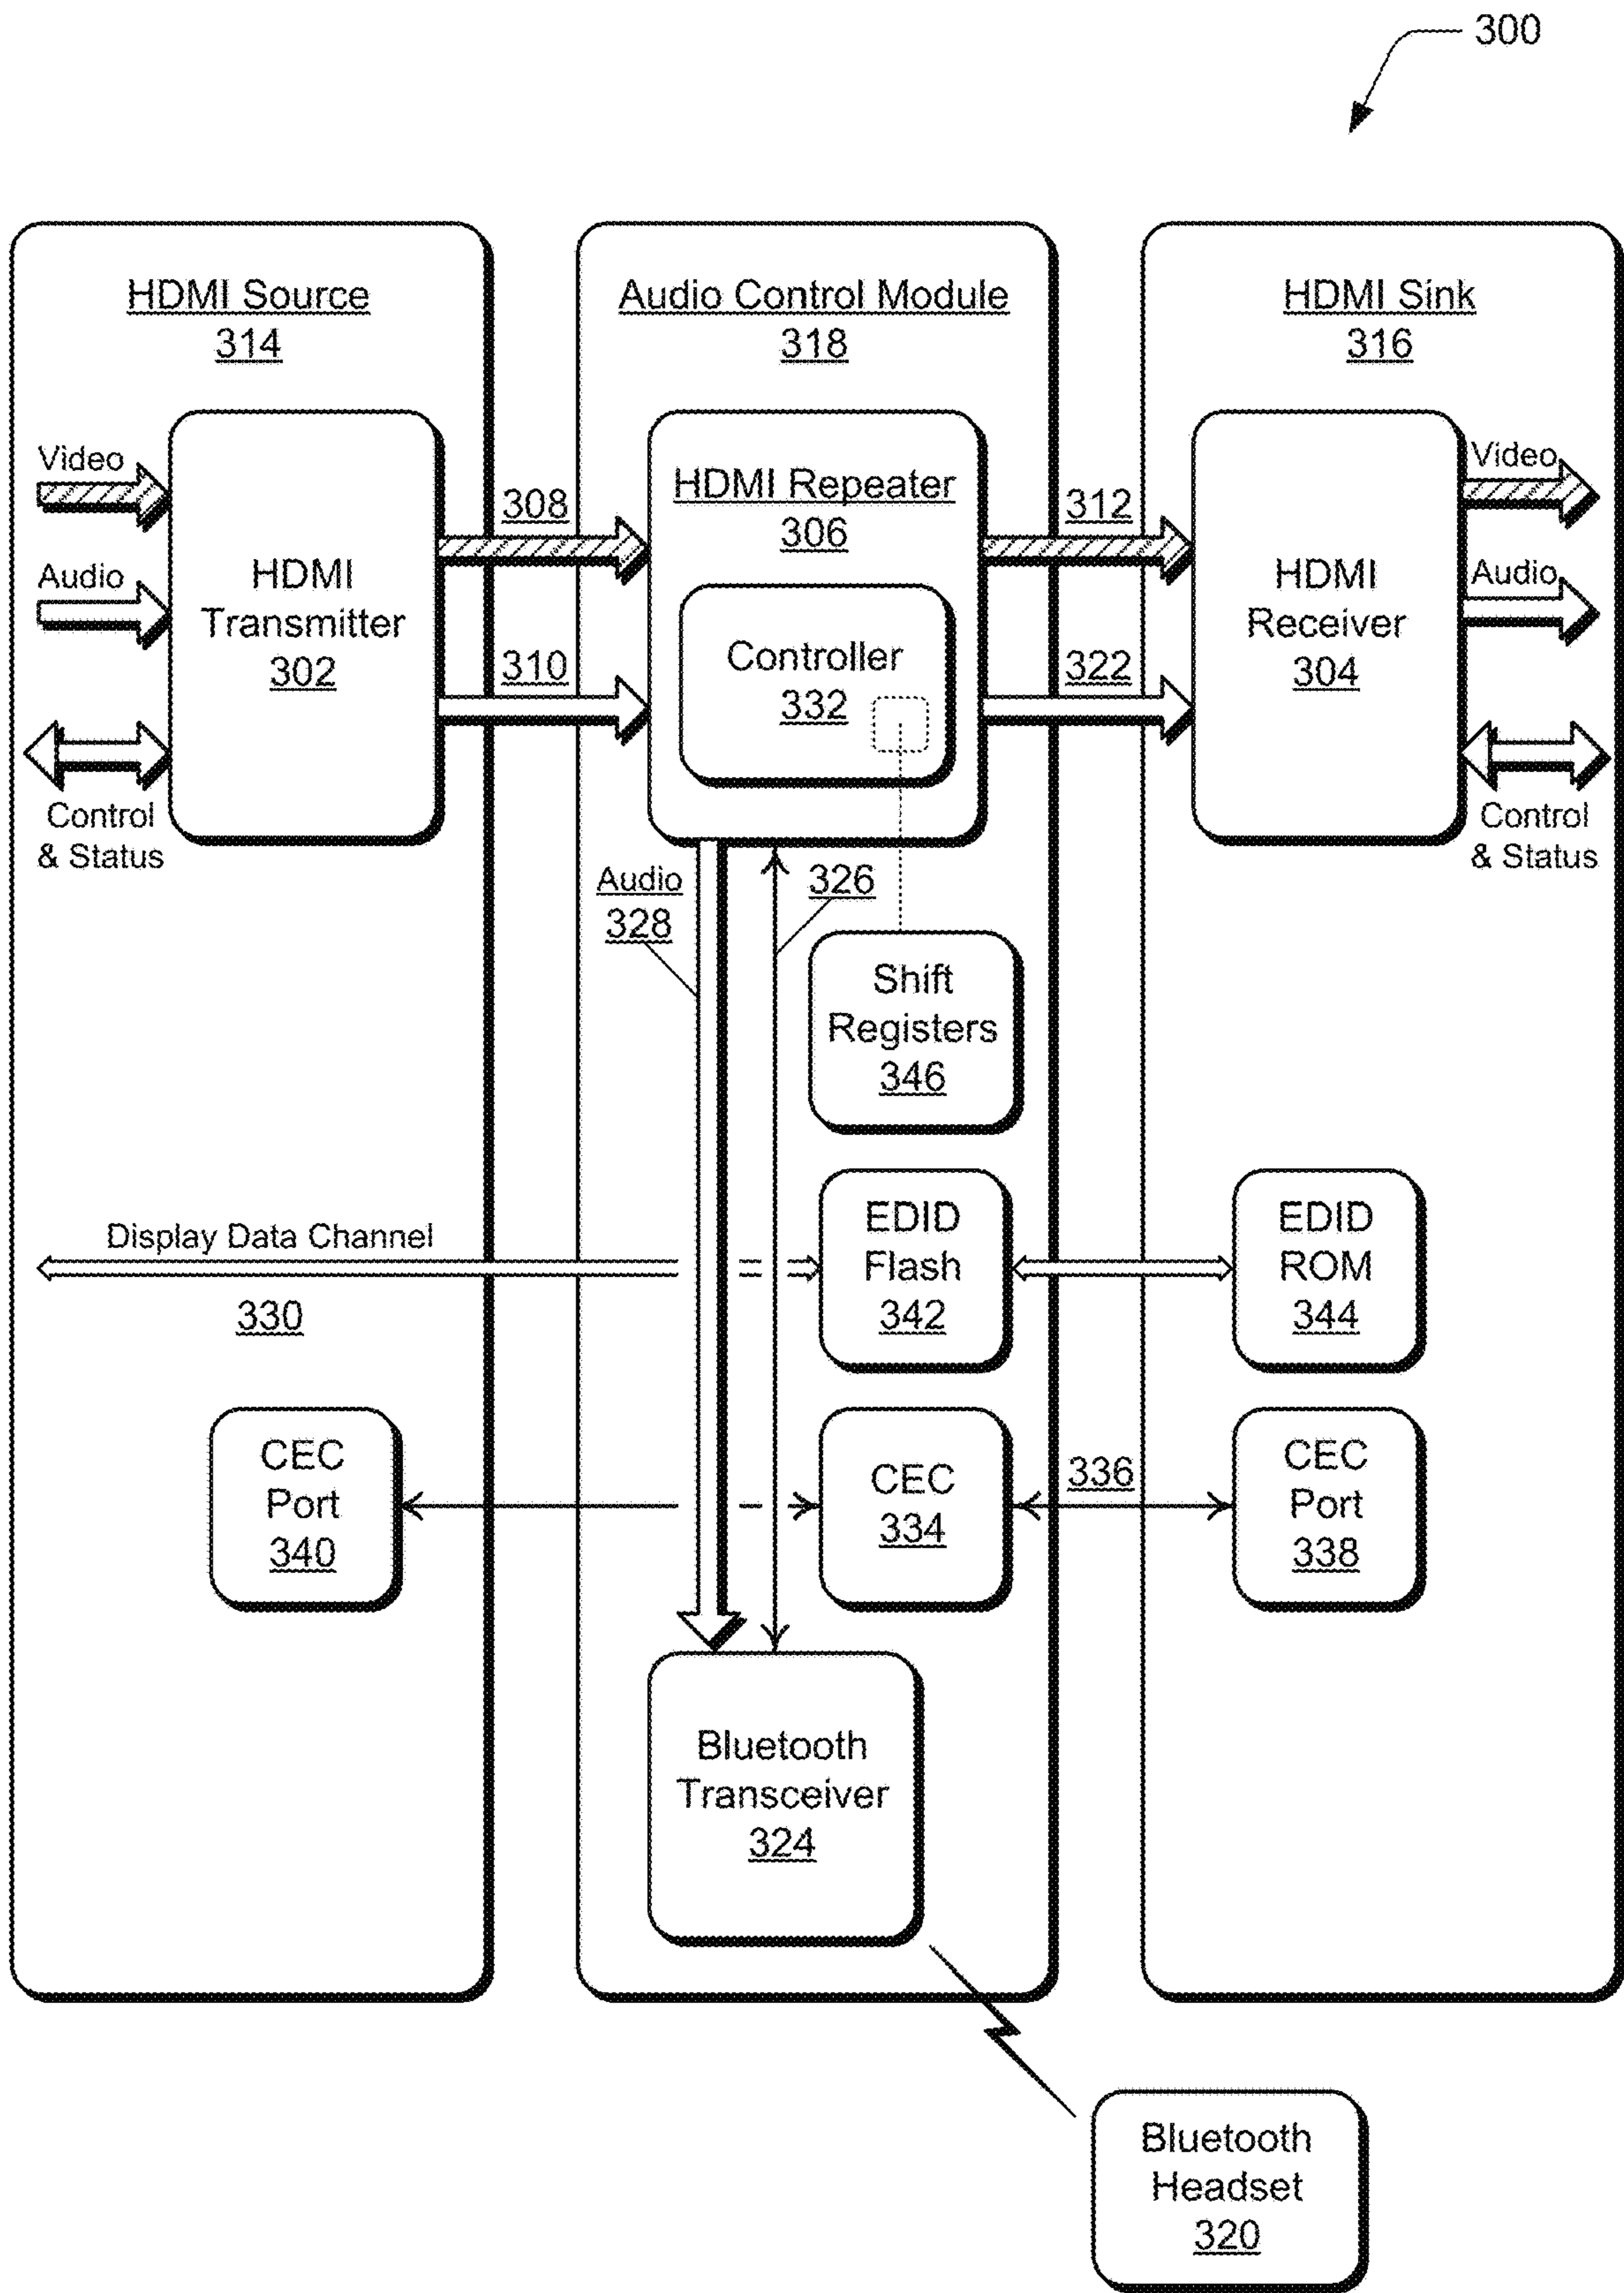 300
HDMI Source
314
Audio Control Module
318
HDMI Sink
316
Video
Audio
Control
& Status
HDMI
Transmitter
302
308
310
HDMI Repeater
306
Controller
332
312
322
HDMI
Receiver
304
Video
Audio
Control
& Status
Audio
328
326
Shift
Registers
346
Display Data Channel
330
EDID
Flash
342
EDID
ROM
344
CEC
Port
340
CEC
334
336
CEC
Port
338
Bluetooth
Transceiver
324
Bluetooth
Headset
320